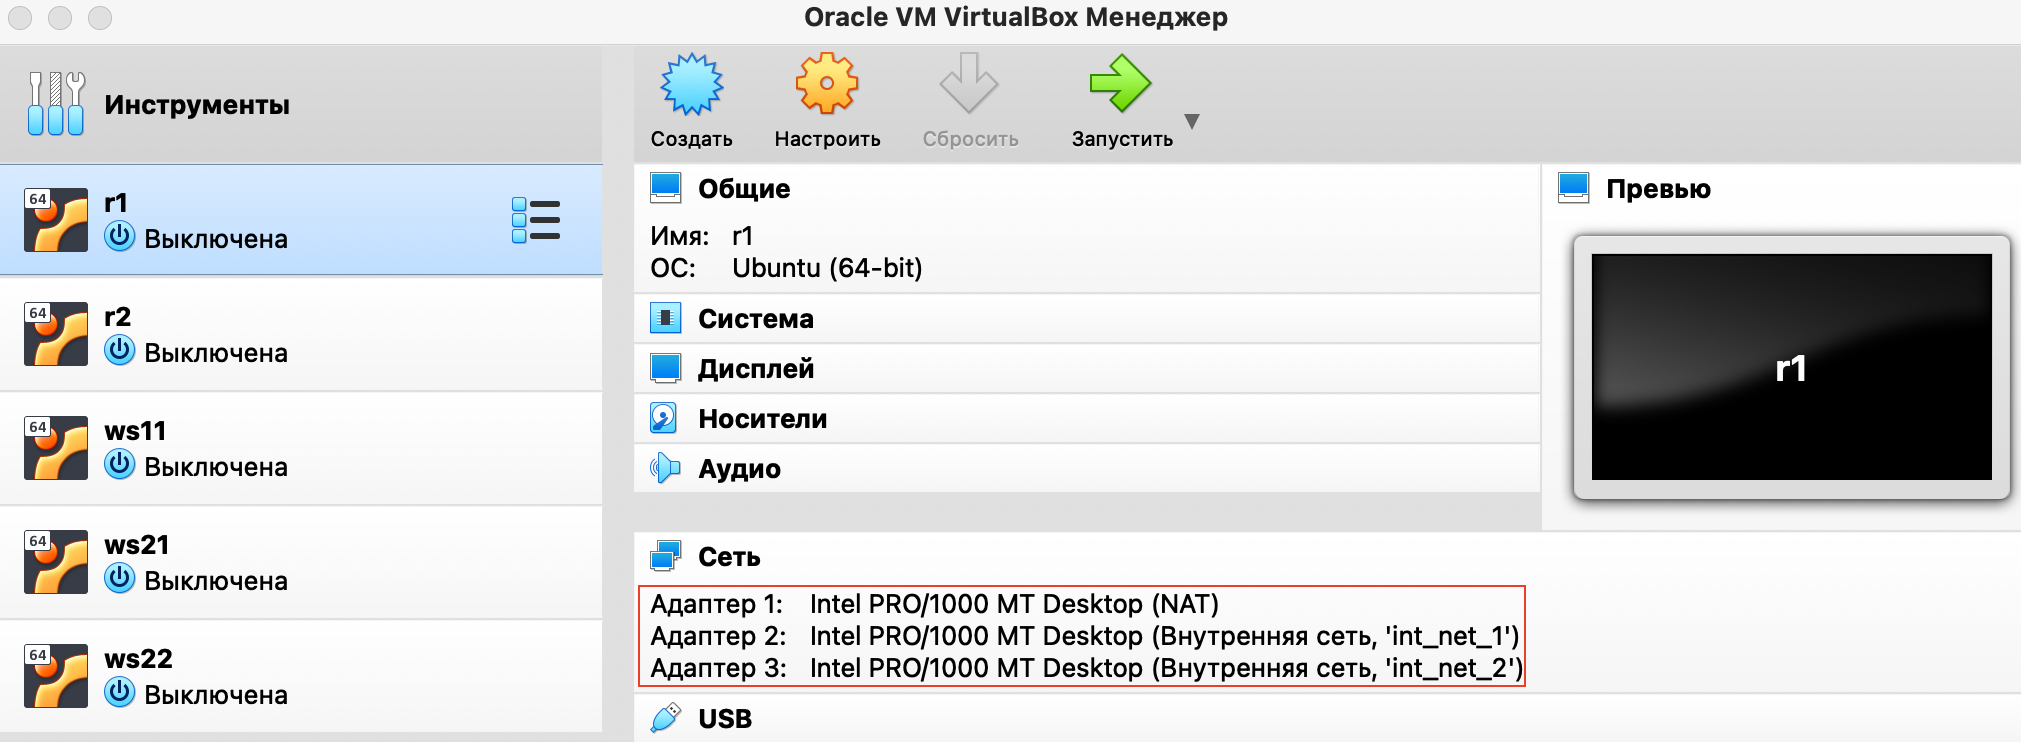 Oracle VM VirtualBox Менеджер
Инструменты
Создать
Настроить
Сбросить
Запустить
64
r1
Выключена
64
r2
Выключена
64
ws11
Выключена
64
ws21
Выключена
64
ws22
Выключена
Общие
Имя: r1
ОС: Ubuntu (64-bit)
Система
Дисплей
Носители
Аудио
Превью
r1
Сеть
Адаптер 1: Intel PRO/1000 MT Desktop (NAT)
Адаптер 2: Intel PRO/1000 MT Desktop (Внутренняя сеть, 'int_net_1')
Адаптер 3: Intel PRO/1000 MT Desktop (Внутренняя сеть, 'int_net_2')
USB